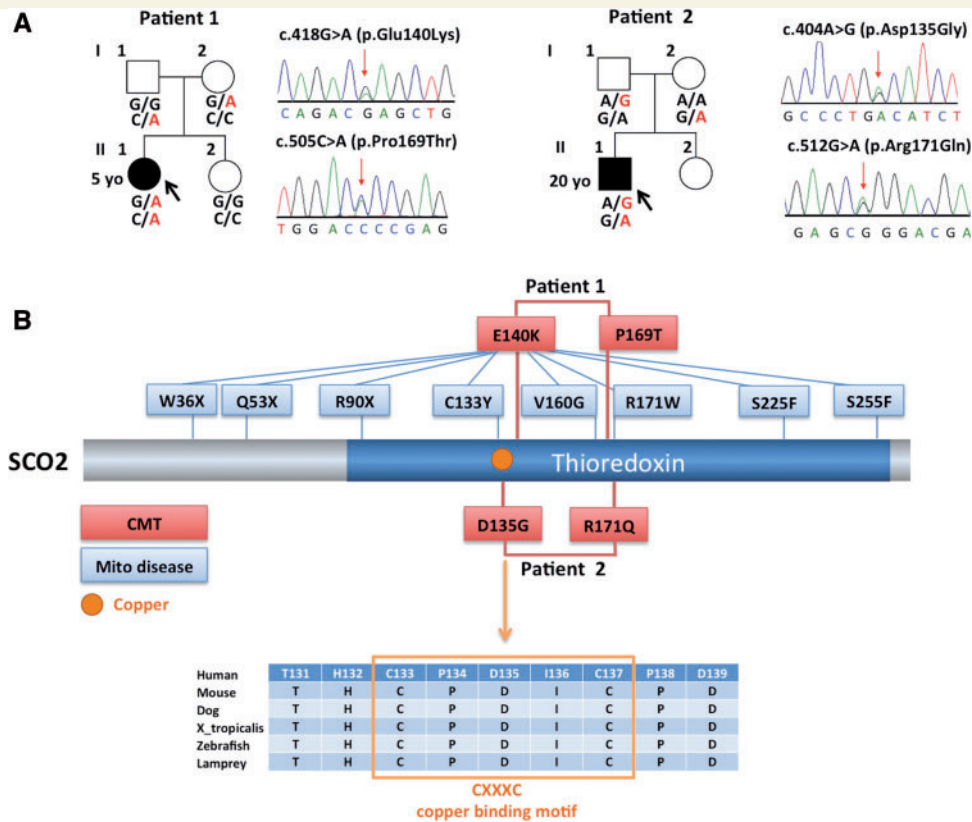 A
Patient 1
I
1
2
G/G
C/A
G/A
C/C
II
1
2
5 yo
G/A
C/A
G/G
C/C
c.418G>A (p.Glu140Lys)
C A G A C G A G C T G
c.505C>A (p.Pro169Thr)
T G G A C C C C G A G
Patient 2
I
1
2
A/G
G/A
A/A
G/A
II
1
2
20 yo
A/G
G/A
c.404A>G (p.Asp135Gly)
G C C C T G A C A T C T
c.512G>A (p.Arg171Gln)
G A G C G G G A C G A
B
Patient 1
E140K P169T
W36X Q53X R90X C133Y V160G R171W S225F S255F
SCO2 Thioredoxin
CMT
Mito disease
Copper
D135G R171Q
Patient 2
Human T131 H132 C133 P134 D135 I136 C137 P138 D139
Mouse T H C P D I C P D
Dog T H C P D I C P D
X_tropicalis T H C P D I C P D
Zebrafish T H C P D I C P D
Lamprey T H C P D I C P D
CXXXC
copper binding motif